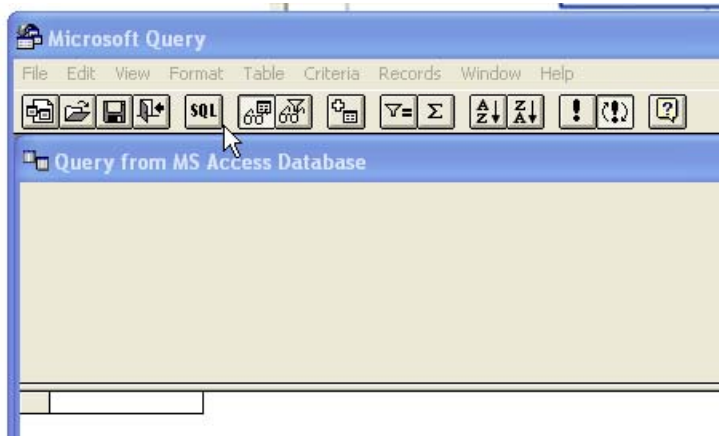 Microsoft Query
File Edit View Format Table Criteria Records Window Help
SQL A Z Z A
Query from MS Access Database